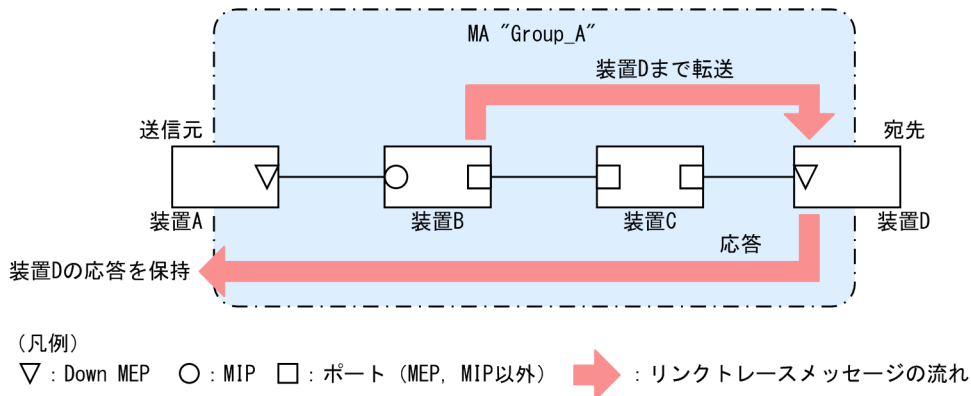 MA "Group_A"
装置Dまで転送
送信元
宛先
装置A
装置B
装置C
装置D
応答
装置Dの応答を保持
（凡例）
：Down MEP ：MIP ：ポート（MEP，MIP以外） ：リンクトレースメッセージの流れ